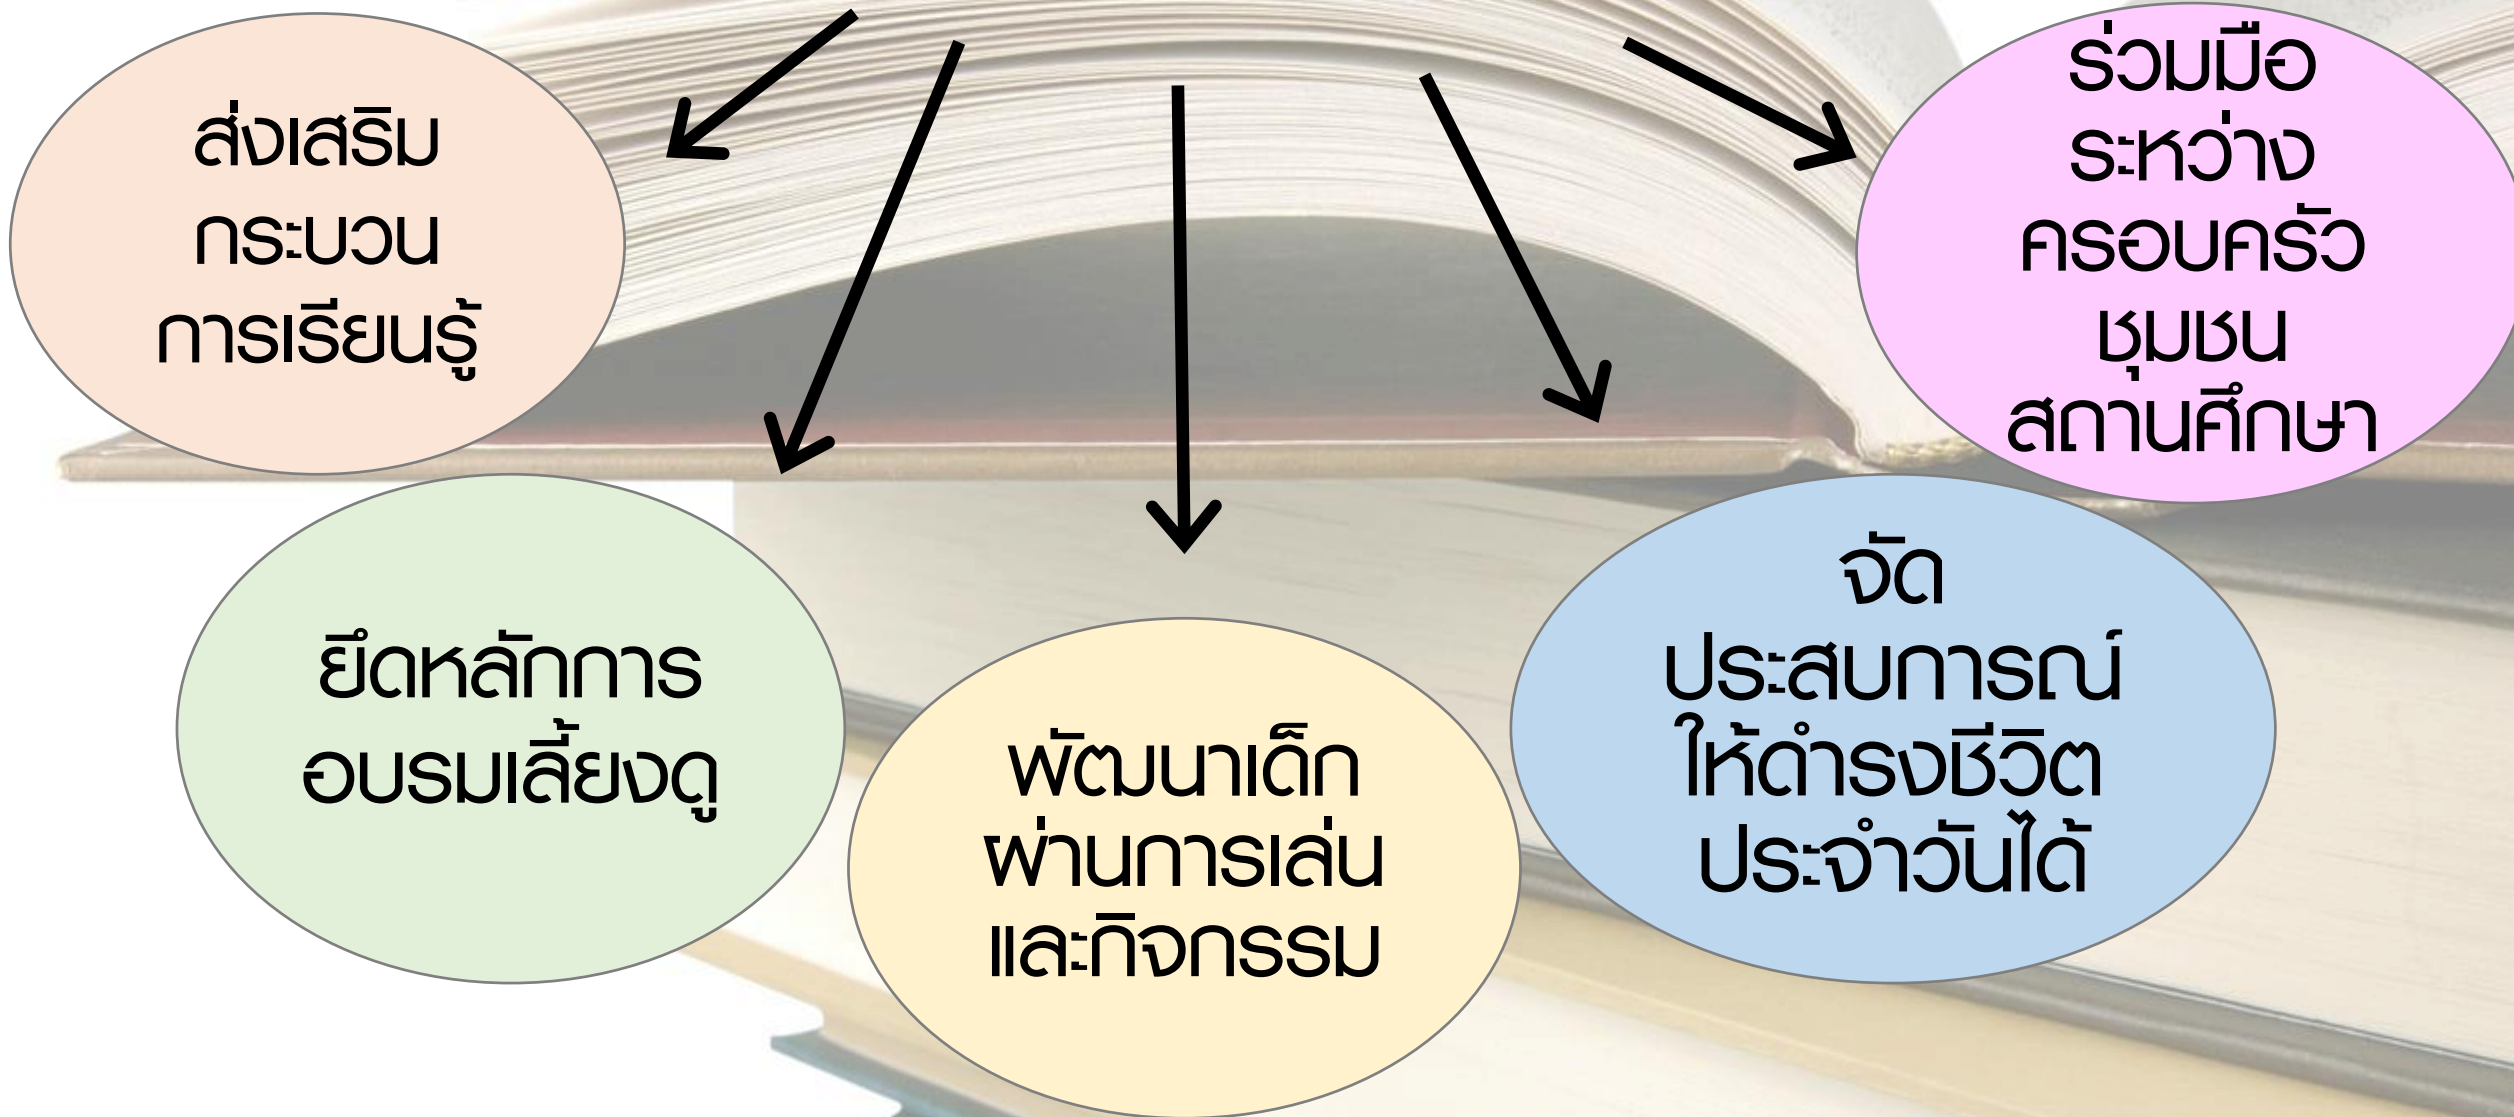 ส่งเสริม
กระบวน
การเรียนรู้
ยึดหลักการ
อบรมเลี้ยงดู
พัฒนาเด็ก
ผ่านการเล่น
และกิจกรรม
จัด
ประสบการณ์
ให้ดำรงชีวิต
ประจำวันได้
ร่วมมือ
ระหว่าง
ครอบครัว
ชุมชน
สถานศึกษา